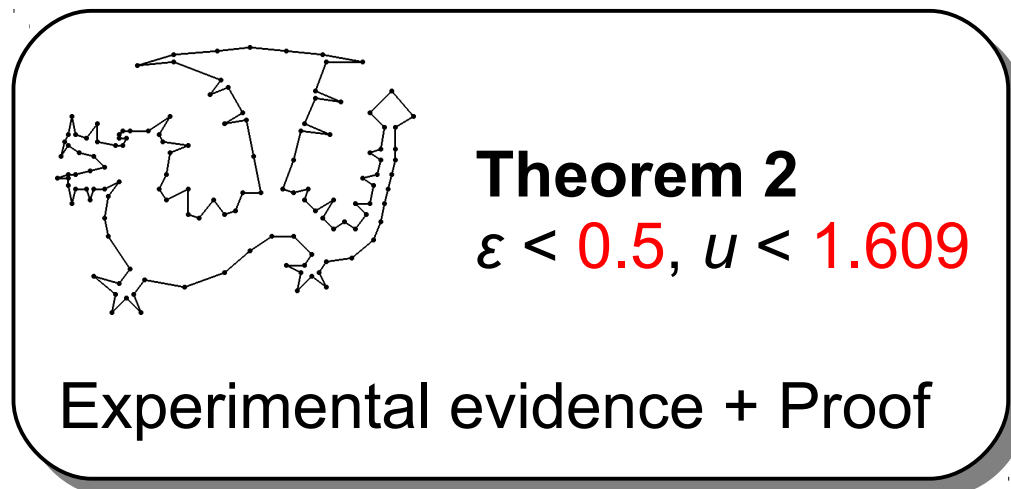 Theorem 2
ε < 0.5, u < 1.609
Experimental evidence + Proof